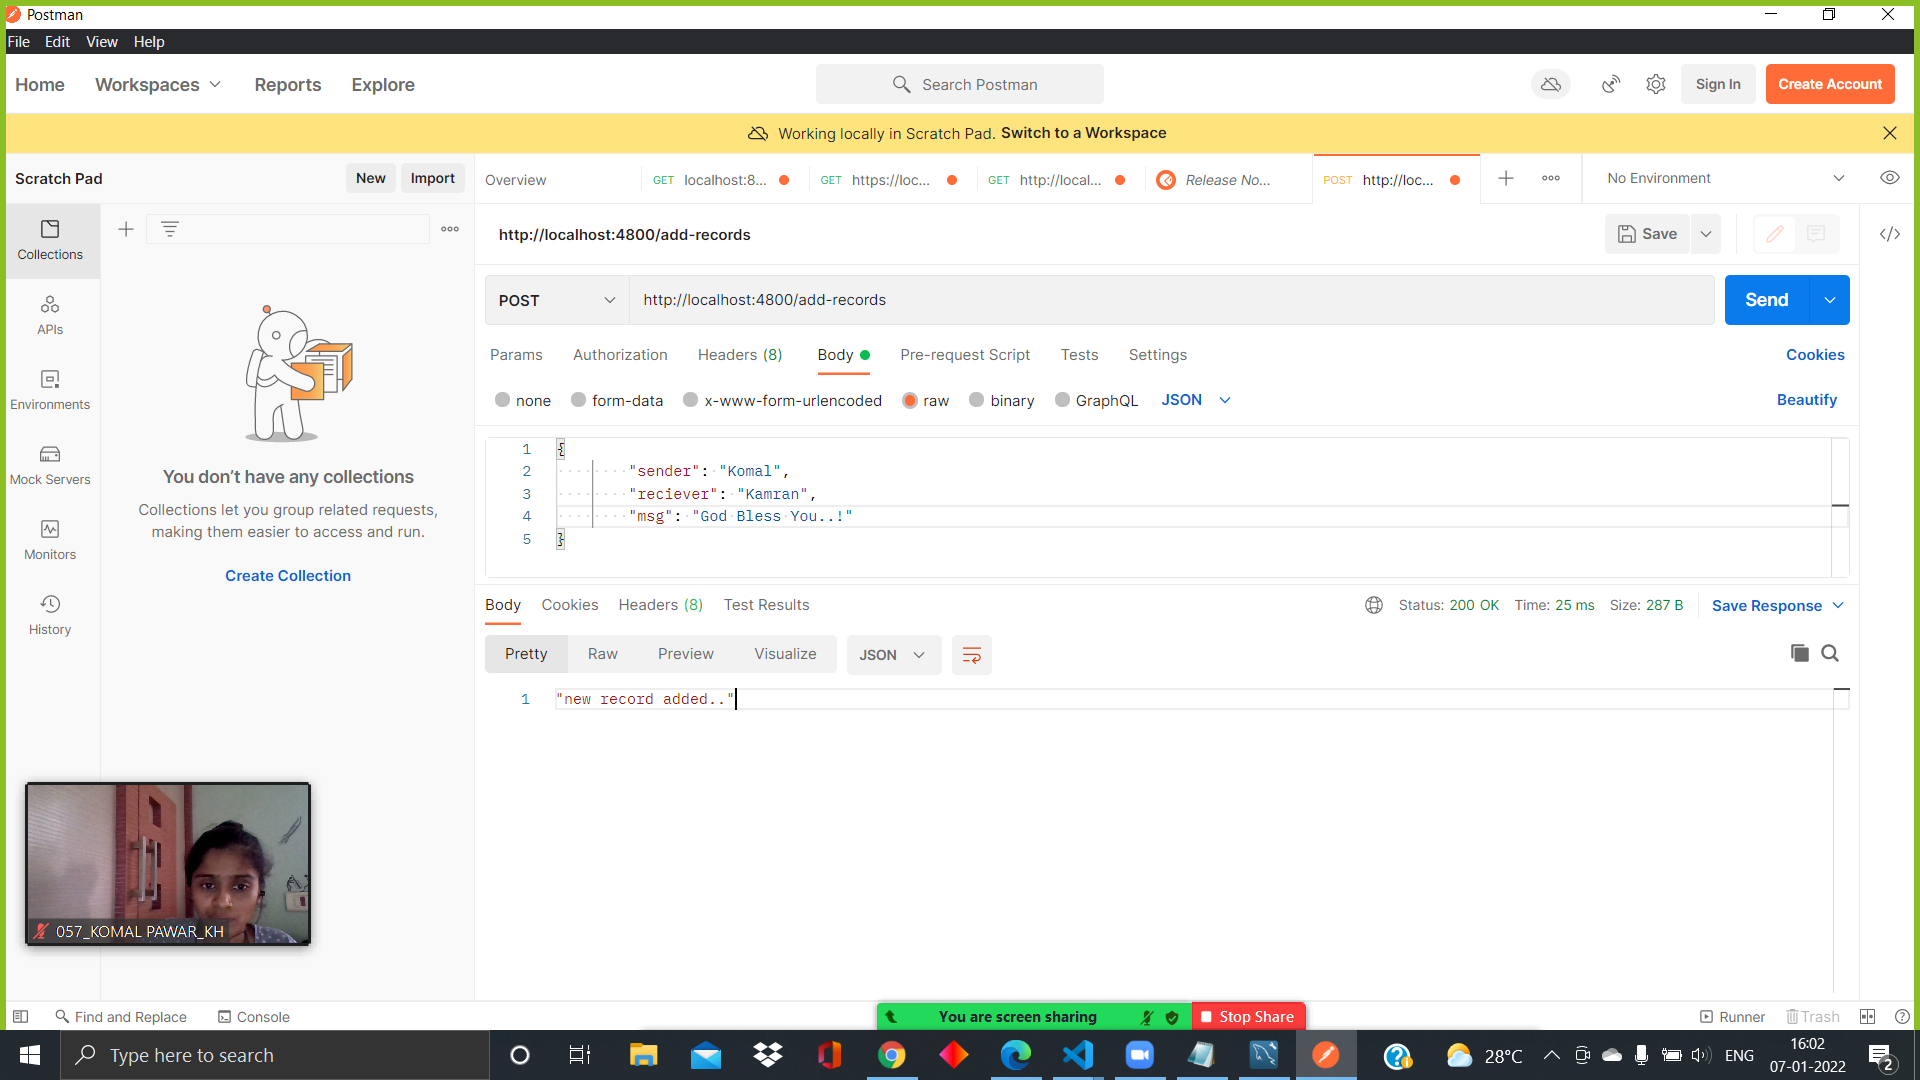 Postman
File Edit View Help
Home Workspaces Reports Explore
Search Postman
Sign In Create Account
Working locally in Scratch Pad. Switch to a Workspace
Scratch Pad New Import
Overview GET localhost:8... GET https://loc... GET http://local... Release No... POST http://loc... No Environment
Collections
APIs
Environments
Mock Servers
Monitors
History
You don’t have any collections
Collections let you group related requests,
making them easier to access and run.
Create Collection
http://localhost:4800/add-records
Save
POST http://localhost:4800/add-records Send
Params Authorization Headers (8) Body Pre-request Script Tests Settings Cookies
none form-data x-www-form-urlencoded raw binary GraphQL JSON Beautify
1 {
2 "sender": "Komal",
3 "reciever": "Kamran",
4 "msg": "God Bless You..!"
5 }
Body Cookies Headers (8) Test Results Status: 200 OK Time: 25 ms Size: 287 B Save Response
Pretty Raw Preview Visualize JSON
1 "new record added.."
057_KOMAL PAWAR_KH
Find and Replace Console You are screen sharing Stop Share Runner Trash
Type here to search 28°C ENG 16:02
07-01-2022 2